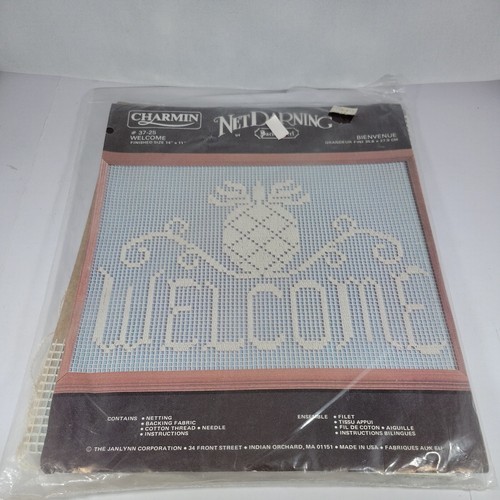 CHARMIN
NET DARNING
# 37-25
WELCOME
BIENVENUE
WELCOME
CONTAINS • NETTING
• BACKING FABRIC
• COTTON THREAD • NEEDLE
• INSTRUCTIONS
ENSEMBLE • FILET
• TISSU APPUI
• FIL DE COTON • AIGUILLE
• INSTRUCTIONS BILINGUES
© THE JANLYNN CORPORATION • 34 FRONT STREET • INDIAN ORCHARD, MA 01151 • MADE IN USA • FABRIQUES AUX